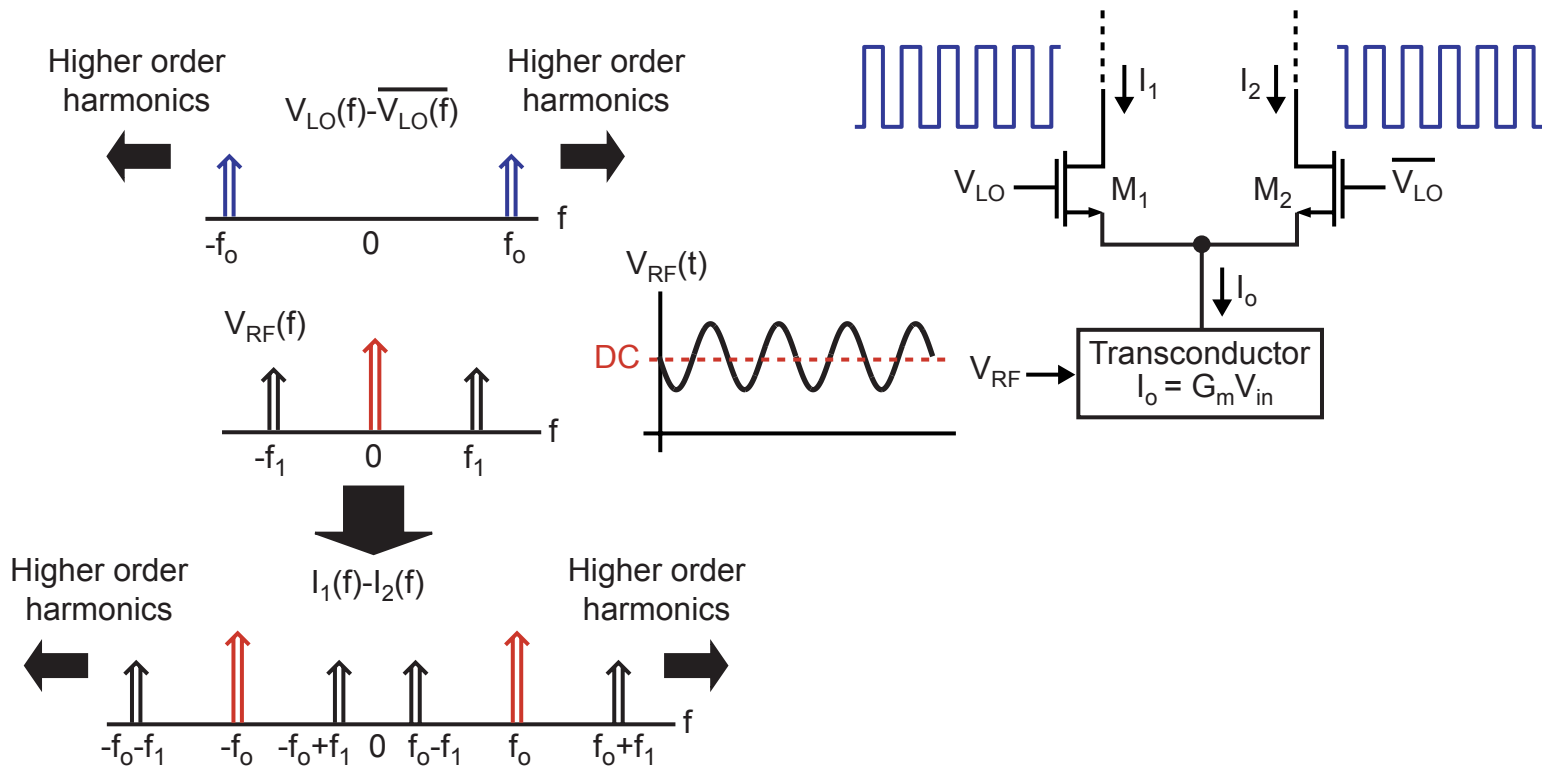 Higher order
harmonics
V_LO(f)-V̅_L̅O̅(̅f̅)̅
Higher order
harmonics
-f_o
0
f_o
f
V_RF(f)
-f_1
0
f_1
f
I_1(f)-I_2(f)
Higher order
harmonics
Higher order
harmonics
-f_o-f_1
-f_o
-f_o+f_1
0
f_o-f_1
f_o
f_o+f_1
f
V_RF(t)
DC
I_1
I_2
V_LO
M_1
M_2
V̅_L̅O̅
I_o
V_RF
Transconductor
I_o = G_mV_in